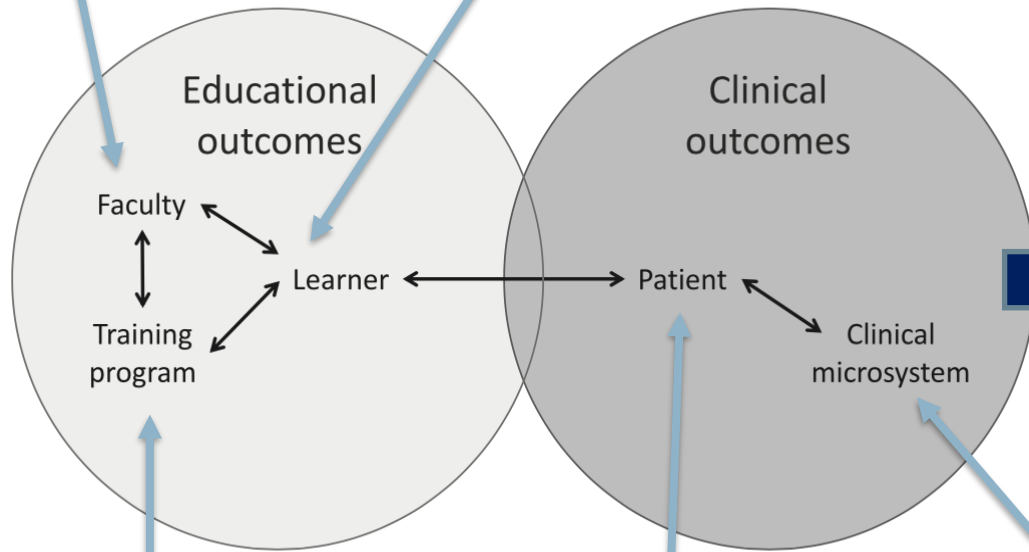 Educational
outcomes
Faculty
Learner
Training
program
Clinical
outcomes
Patient
Clinical
microsystem